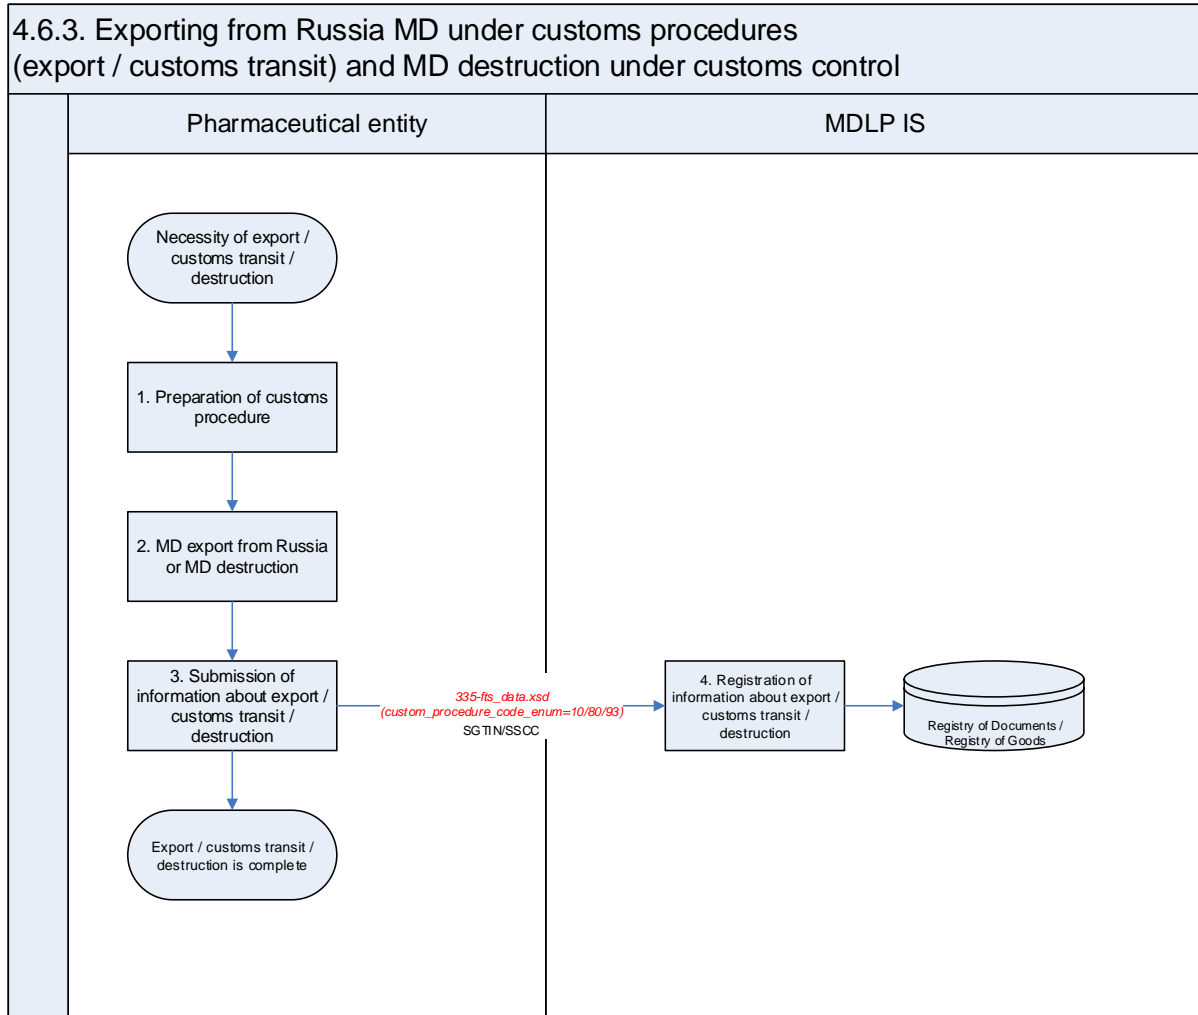 4.6.3. Exporting from Russia MD under customs procedures
(export / customs transit) and MD destruction under customs control
Pharmaceutical entity
MDLP IS
Necessity of export /
customs transit /
destruction
1. Preparation of customs
procedure
2. MD export from Russia
or MD destruction
3. Submission of
information about export /
customs transit /
destruction
335-fts_data.xsd
(custom_procedure_code_enum=10/80/93)
SGTIN/SSCC
4. Registration of
information about export /
customs transit /
destruction
Registry of Documents /
Registry of Goods
Export / customs transit /
destruction is complete